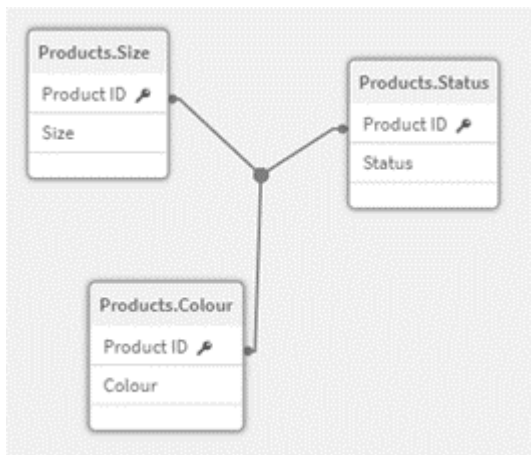 Products.Size
Product ID
Size
Products.Status
Product ID
Status
Products.Colour
Product ID
Colour